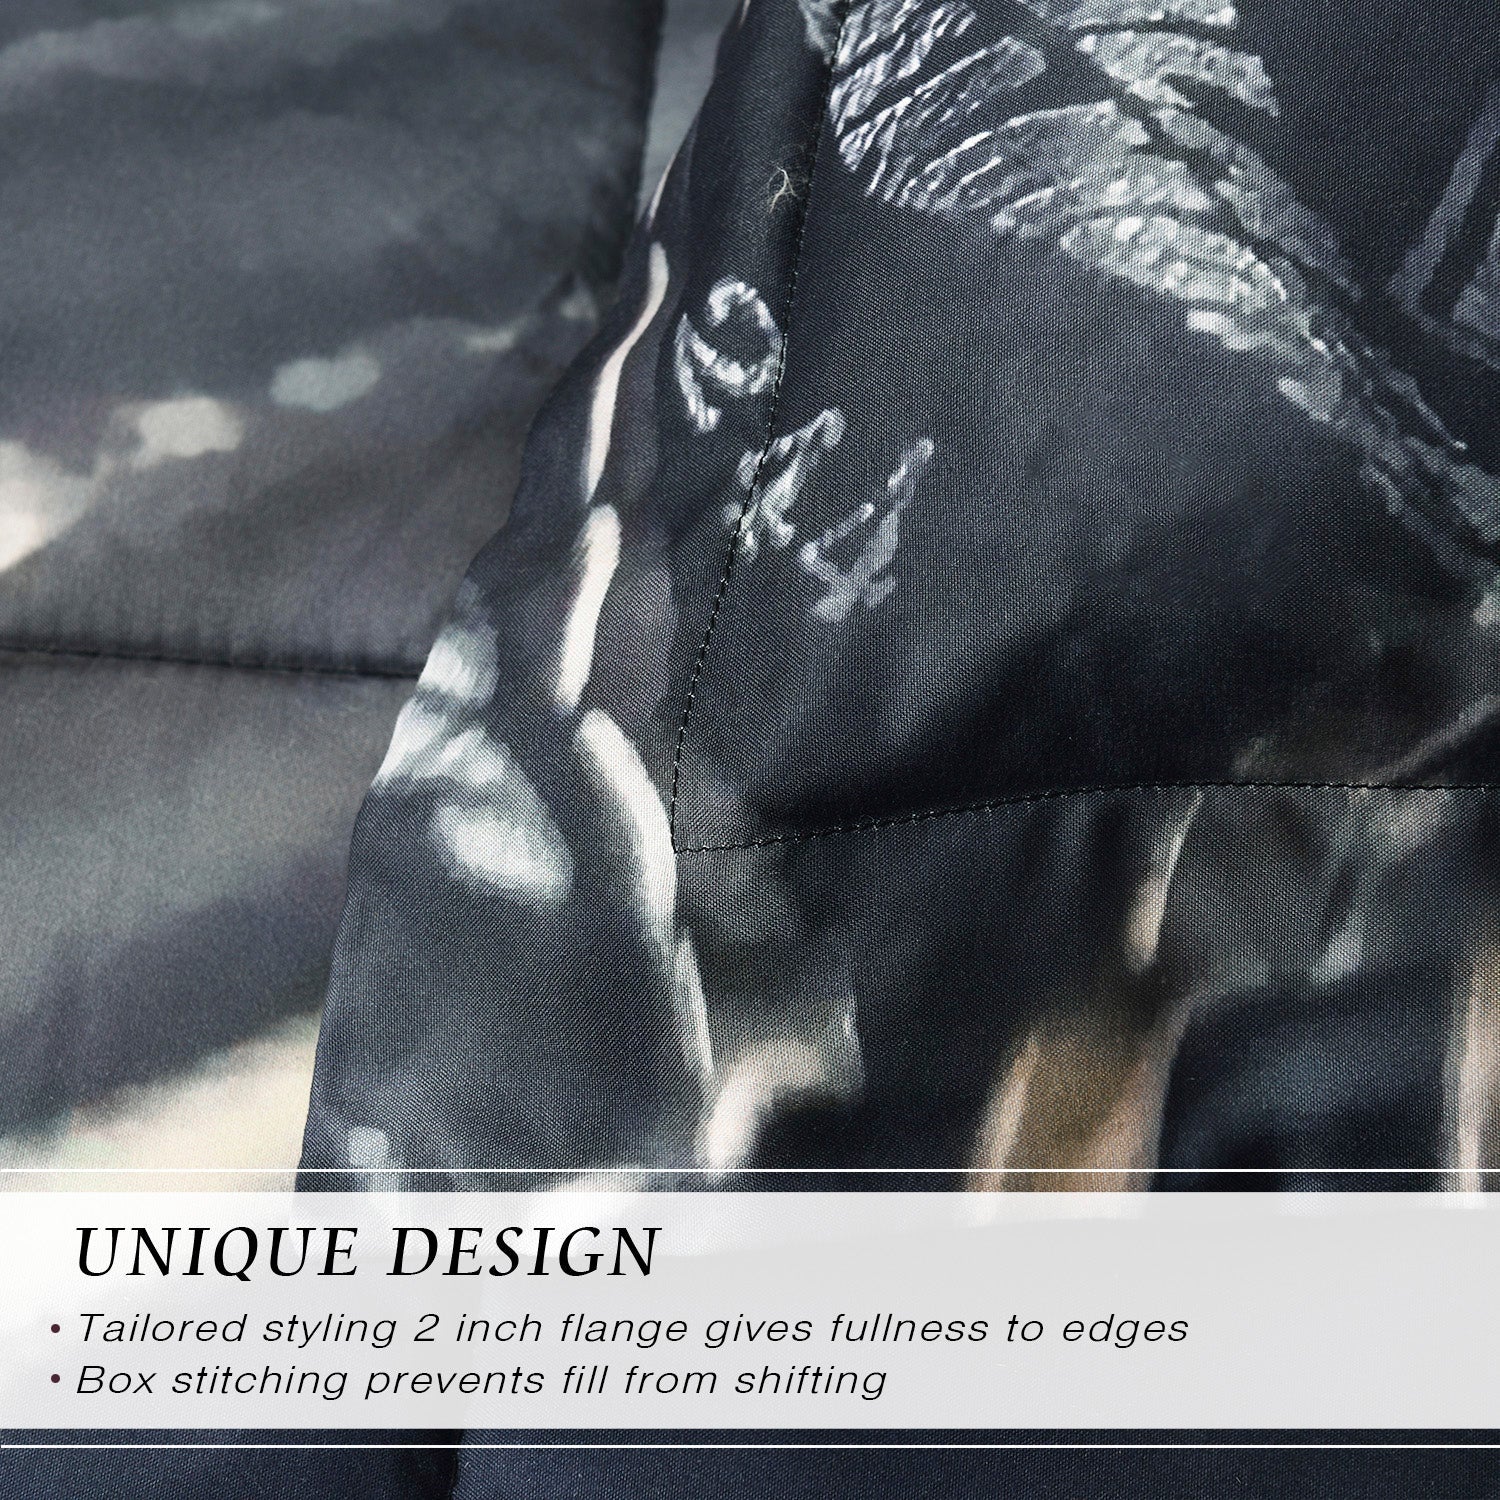 UNIQUE DESIGN
• Tailored styling 2 inch flange gives fullness to edges
• Box stitching prevents fill from shifting